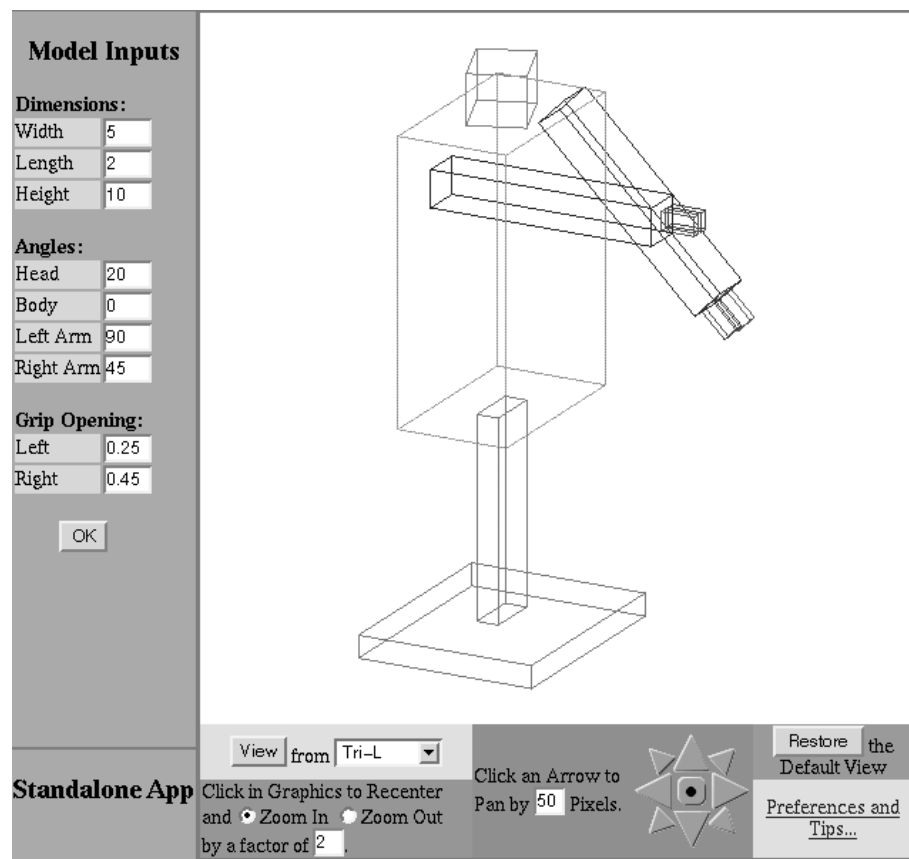 Model Inputs
Dimensions:
Width 5
Length 2
Height 10
Angles:
Head 20
Body 0
Left Arm 90
Right Arm 45
Grip Opening:
Left 0.25
Right 0.45
OK
Standalone App
View from Tri-L
Click in Graphics to Recenter
and Zoom In Zoom Out
by a factor of 2 .
Click an Arrow to
Pan by 50 Pixels.
Restore the
Default View
Preferences and
Tips...